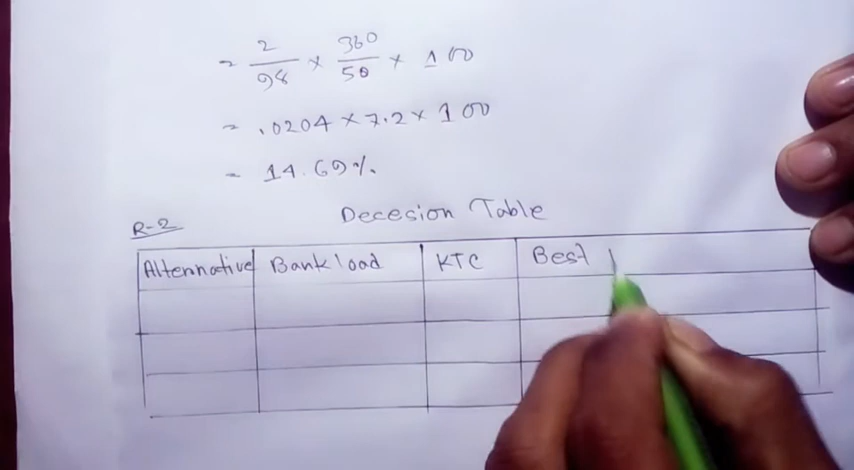 = 2/98 × 360/50 × 100
= .0204 × 7.2 × 100
= 14.69%.
R-2
Decesion Table
Alternative Bank load KTC Best